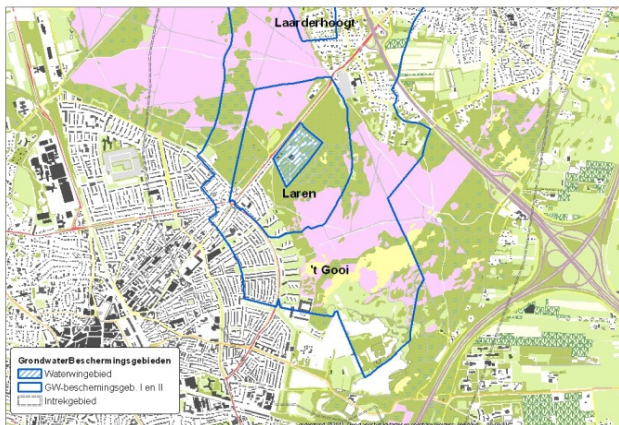 Laarderhoogt
Laren
't Gooi
GrondwaterBeschermingsgebieden
Waterwingebied
GW-beschermingsgeb. I en II
Intrekgebied